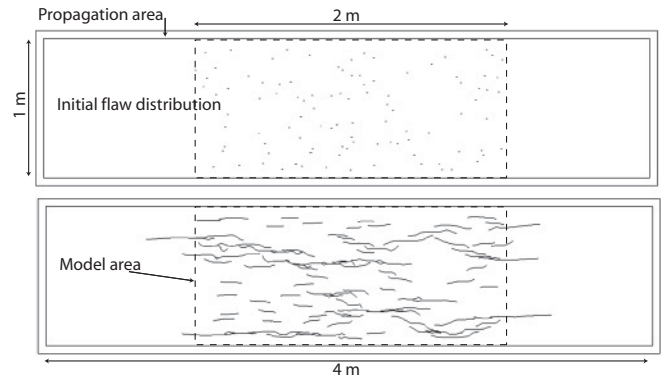 Propagation area
2 m
1 m
Initial flaw distribution
Model area
4 m